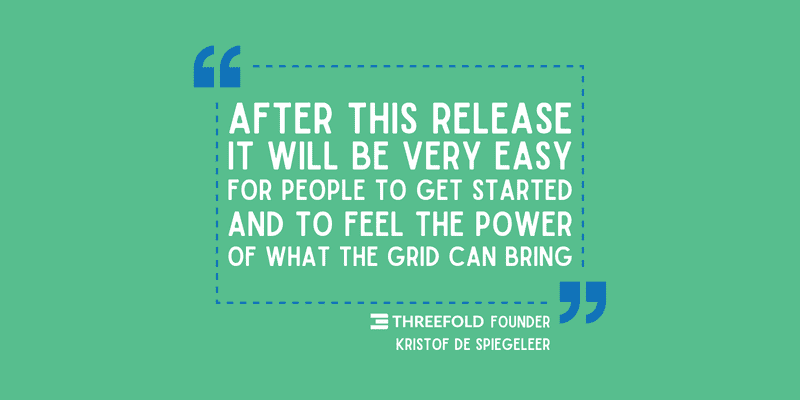 “
AFTER THIS RELEASE
IT WILL BE VERY EASY
FOR PEOPLE TO GET STARTED
AND TO FEEL THE POWER
OF WHAT THE GRID CAN BRING
”
THREEFOLD FOUNDER
KRISTOF DE SPIEGELEER